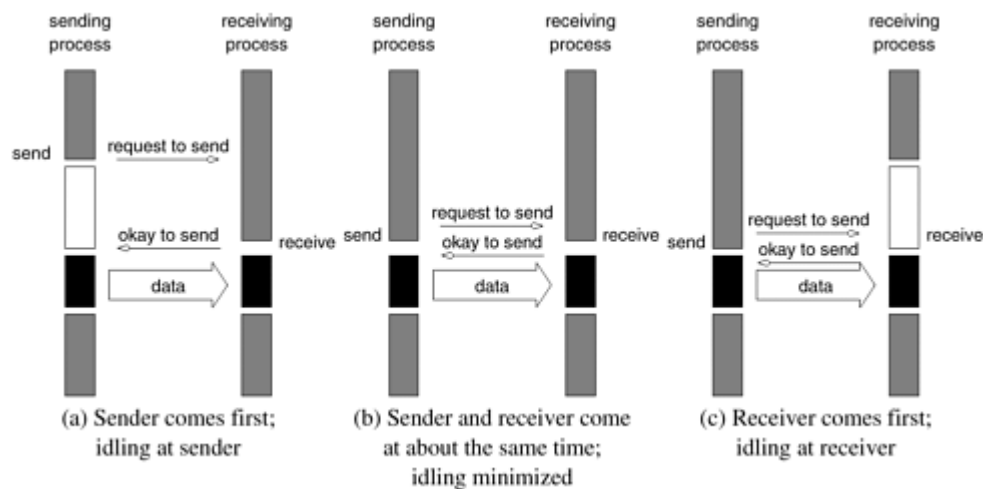 sending process
receiving process
sending process
receiving process
sending process
receiving process
send
request to send
okay to send
receive
data
send
request to send
okay to send
receive
data
send
request to send
okay to send
receive
data
(a) Sender comes first;
idling at sender
(b) Sender and receiver come
at about the same time;
idling minimized
(c) Receiver comes first;
idling at receiver